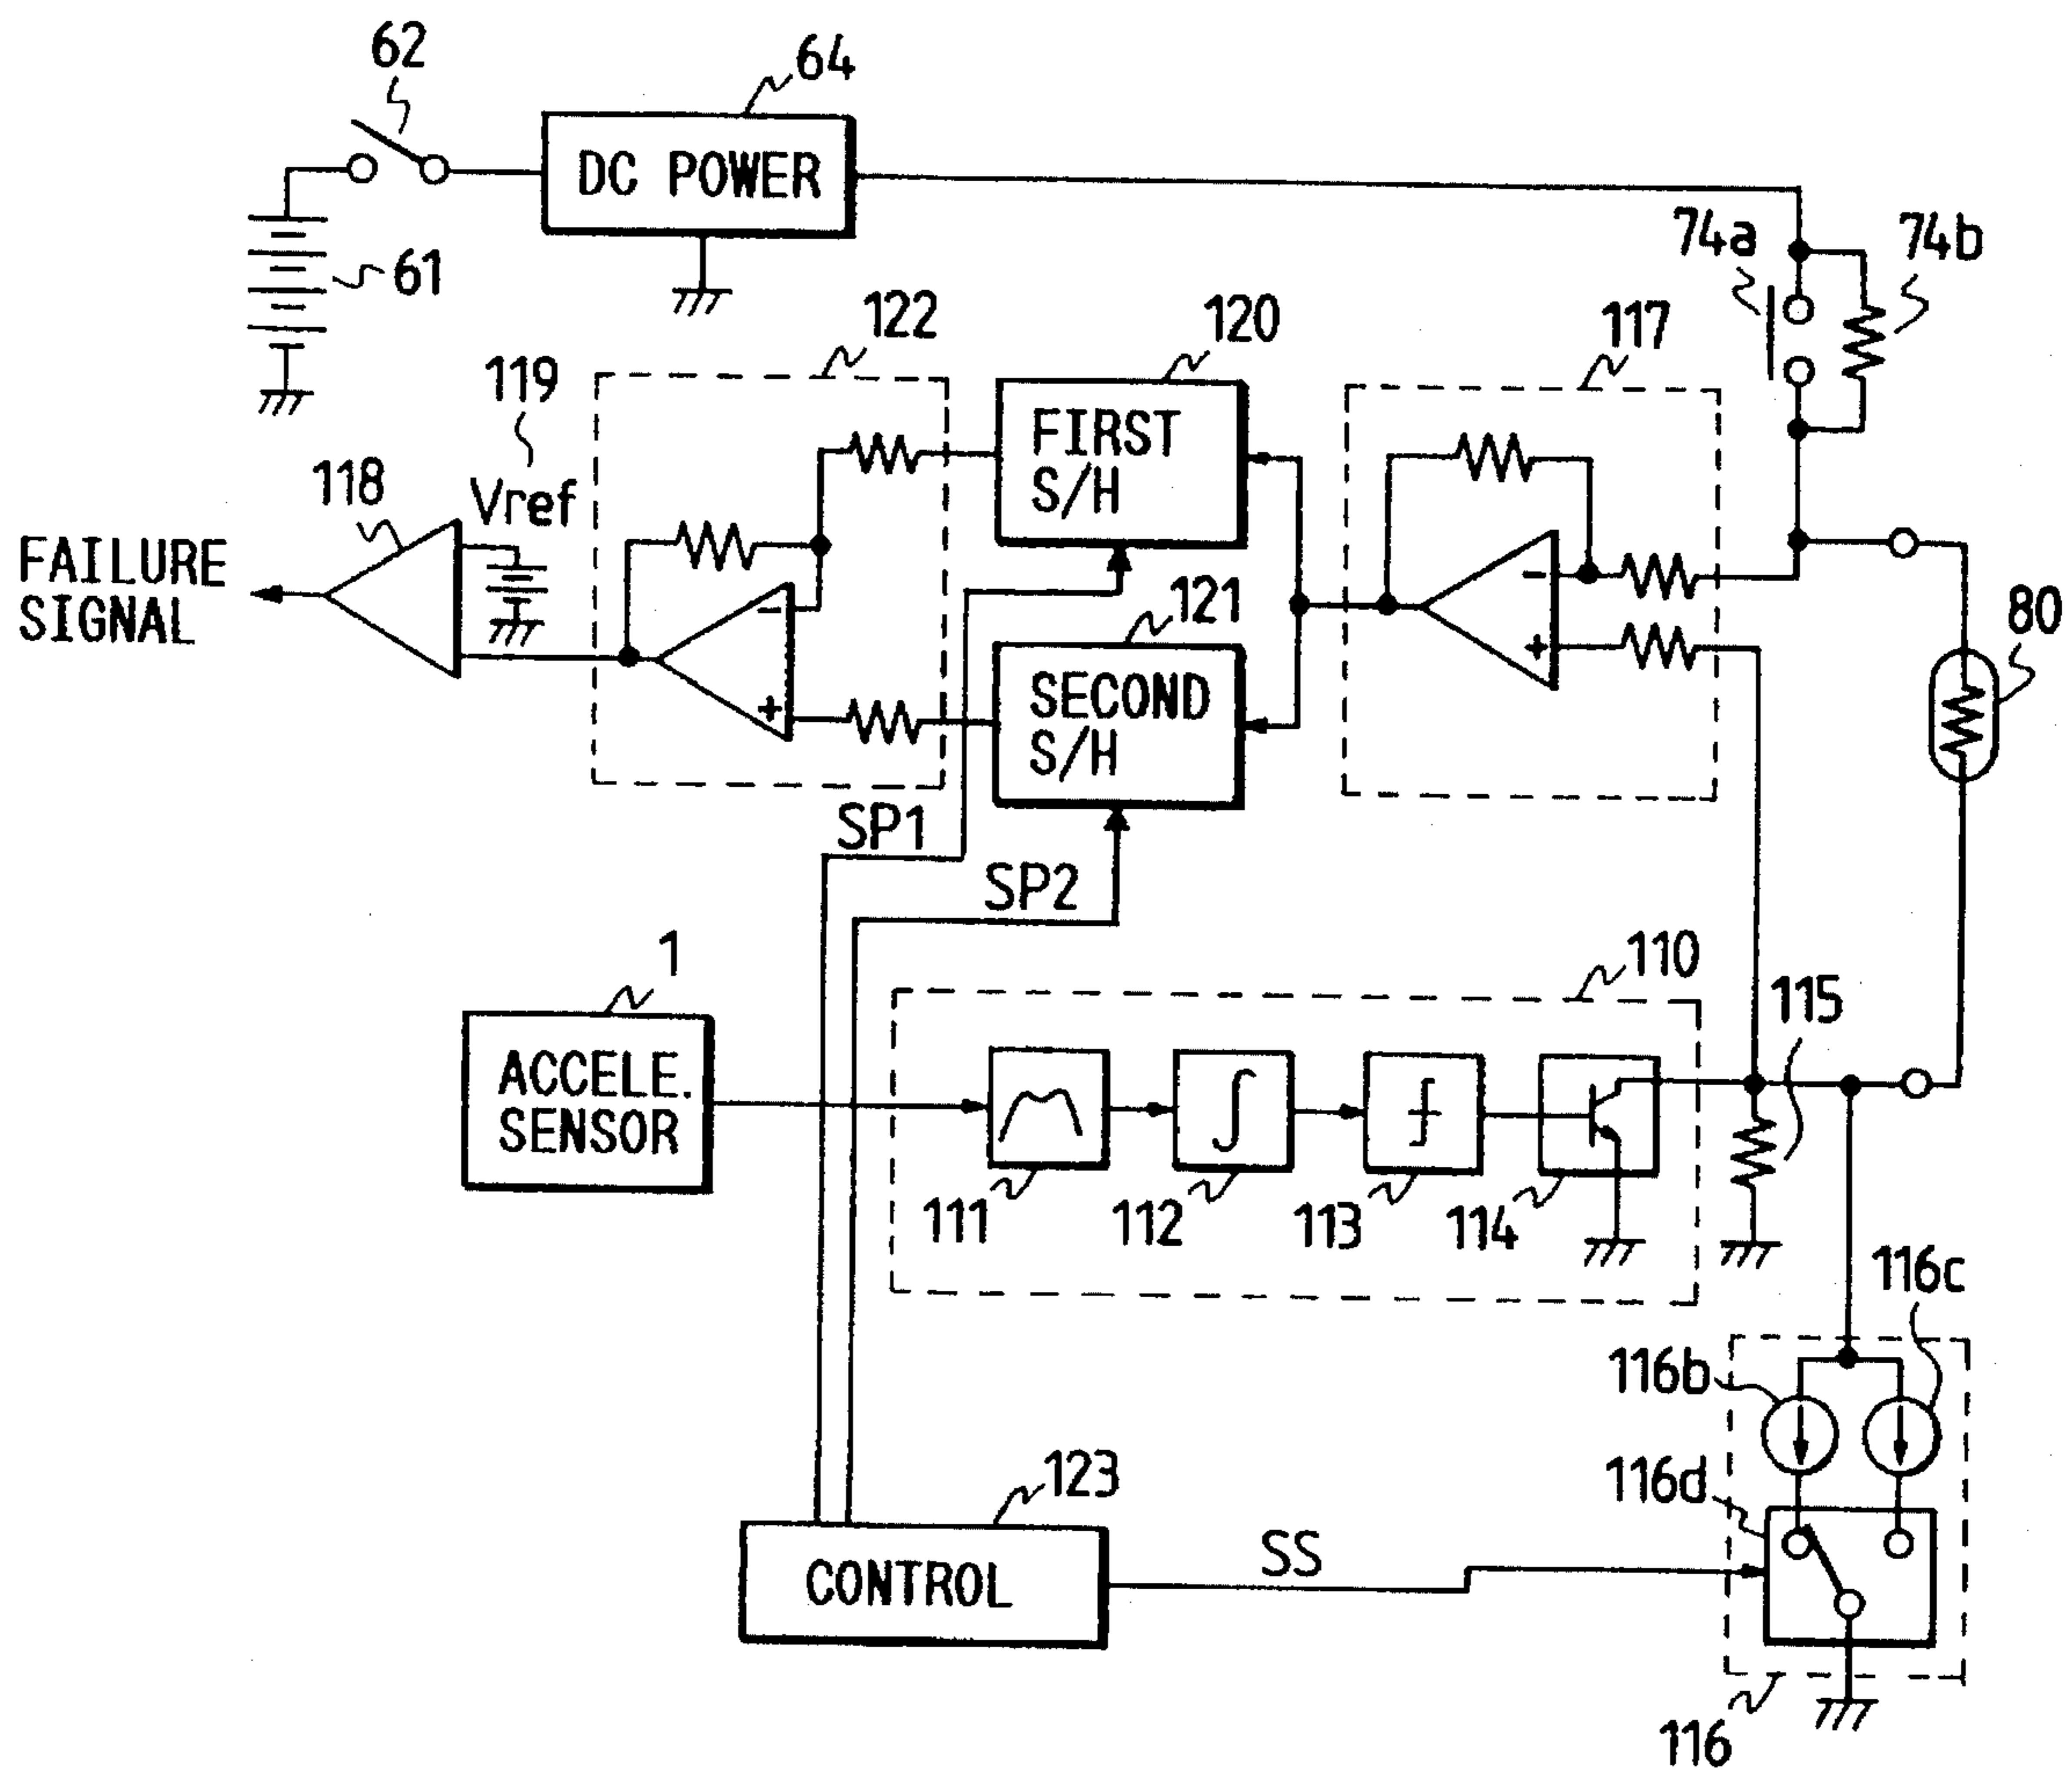 62
64
DC POWER
74a
74b
61
122
120
117
119
118
Vref
FIRST
S/H
FAILURE
SIGNAL
-
-
121
80
+
+
SECOND
S/H
SP1
SP2
1
110
115
ACCELE.
SENSOR
111
112
113
114
116c
116b
123
116d
CONTROL
SS
116